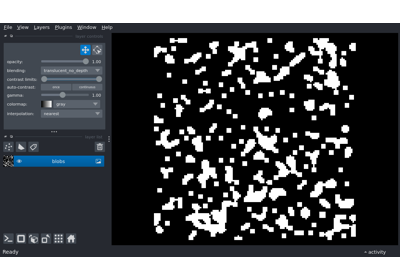 File View Layers Plugins Window Help
layer controls
opacity: 1.00
blending: translucent_no_depth
contrast limits:
auto-contrast: once continuous
gamma: 1.00
colormap: gray
interpolation: nearest
layer list
blobs
Ready
activity